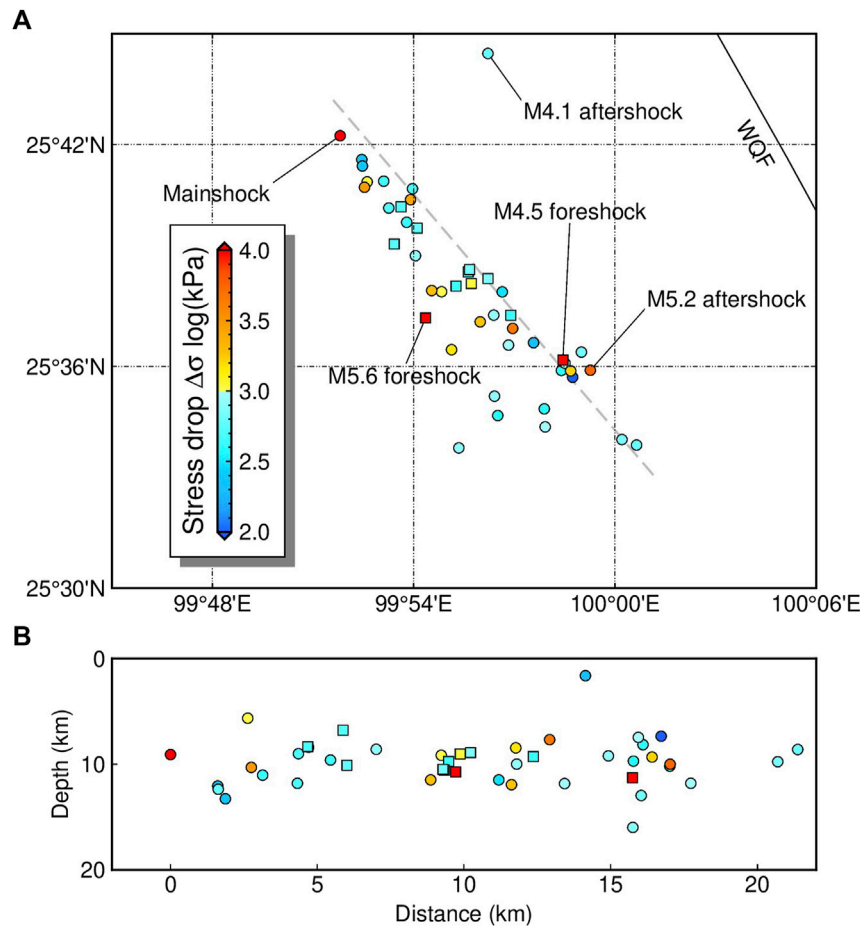 A
M4.1 aftershock
WQF
25°42'N
Mainshock
M4.5 foreshock
M5.2 aftershock
M5.6 foreshock
25°36'N
Stress drop Δσ log(kPa)
4.0
3.5
3.0
2.5
2.0
25°30'N
99°48'E 99°54'E 100°00'E 100°06'E
B
0
10
20
Depth (km)
0 5 10 15 20
Distance (km)